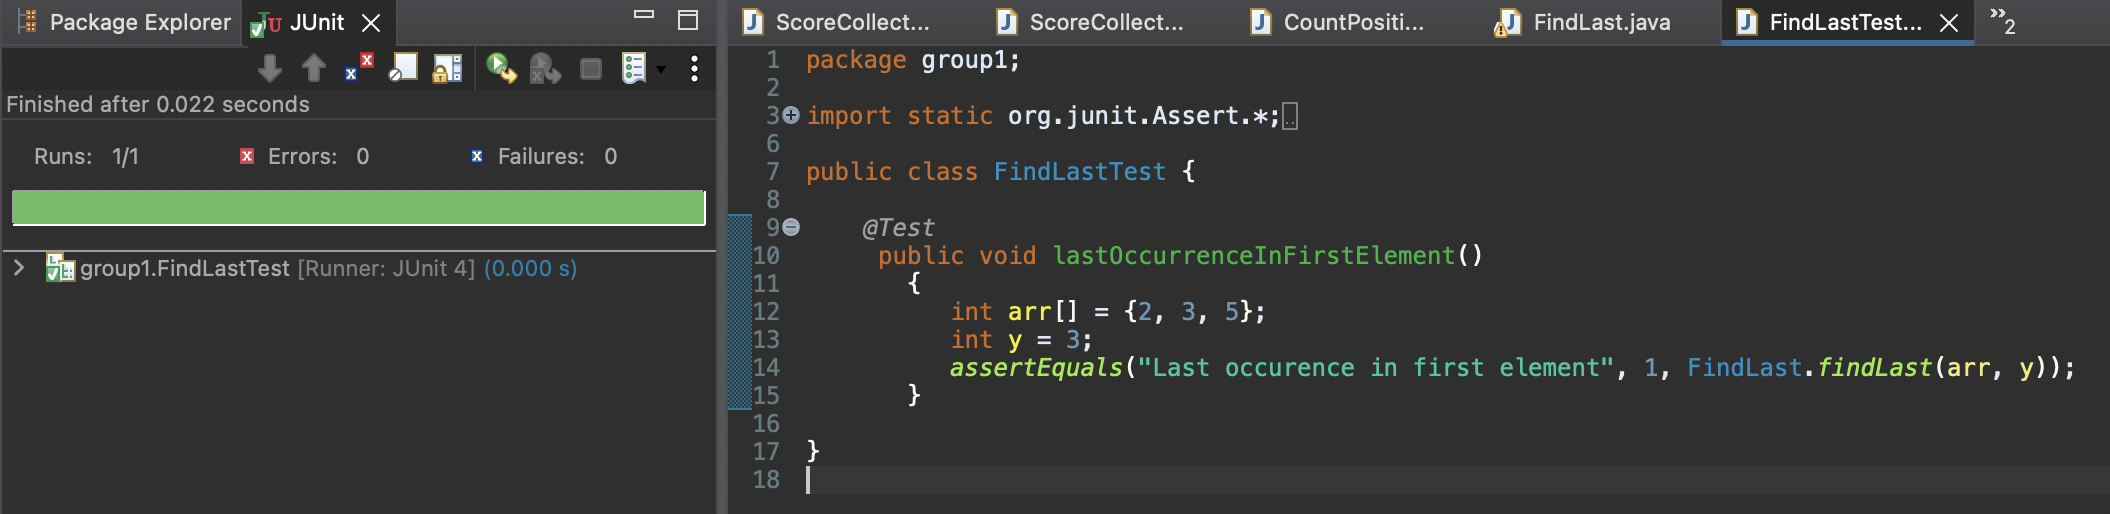 Package Explorer JUnit
Finished after 0.022 seconds
Runs: 1/1 Errors: 0 Failures: 0
group1.FindLastTest [Runner: JUnit 4] (0.000 s)
ScoreCollect... ScoreCollect... CountPositi... FindLast.java FindLastTest... »2
1 package group1;
2
3 import static org.junit.Assert.*;
6
7 public class FindLastTest {
8
9 @Test
10 public void lastOccurrenceInFirstElement()
11 {
12 int arr[] = {2, 3, 5};
13 int y = 3;
14 assertEquals("Last occurence in first element", 1, FindLast.findLast(arr, y));
15 }
16
17 }
18